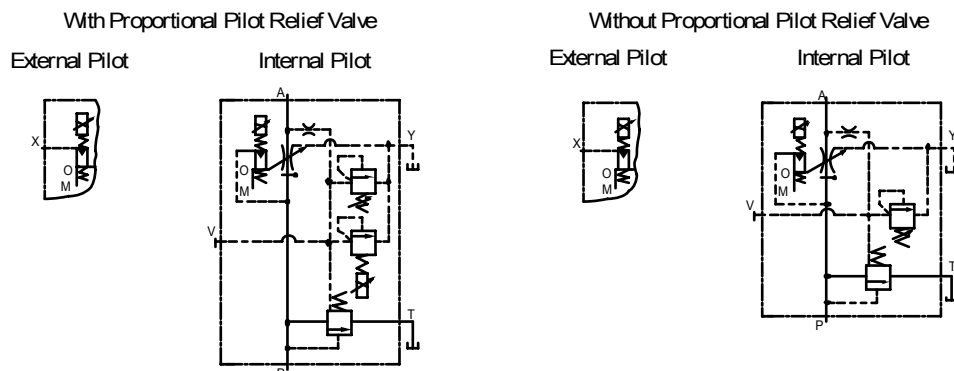 With Proportional Pilot Relief Valve
Without Proportional Pilot Relief Valve
External Pilot
Internal Pilot
External Pilot
Internal Pilot
A
Y
X
O
M
O
M
V
T
A
Y
X
O
M
O
M
V
T
P